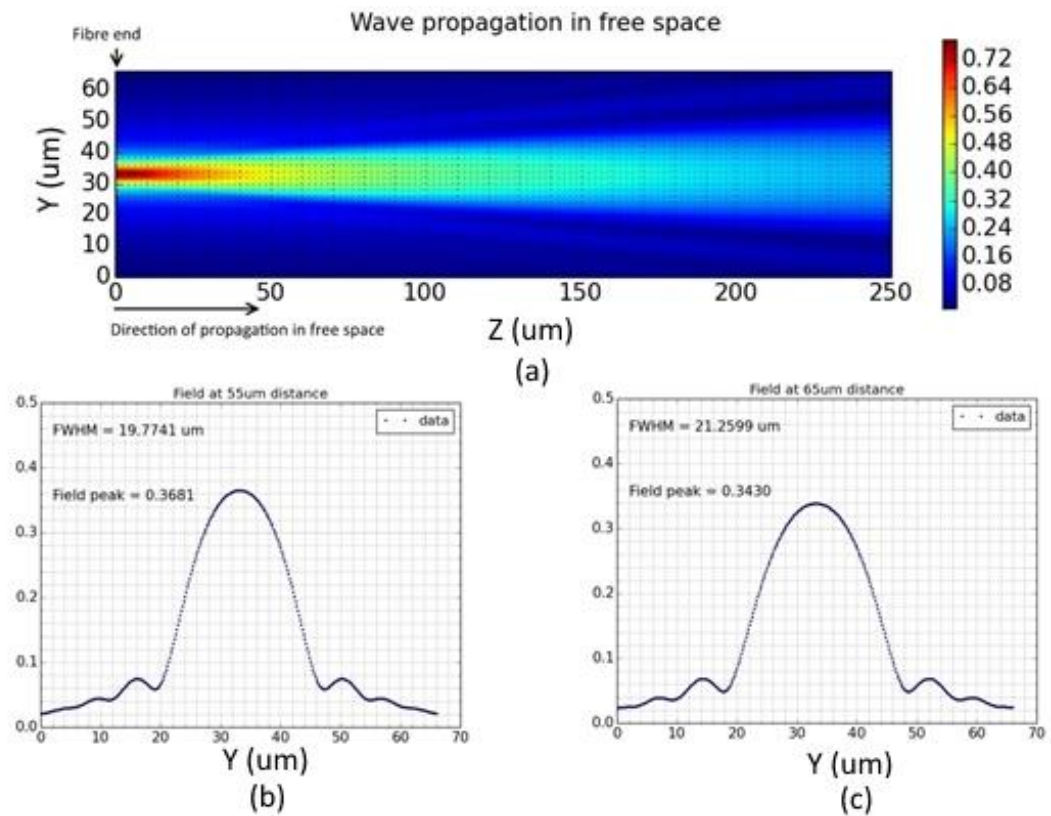 Wave propagation in free space
Fibre end
Y (um)
60
50
40
30
20
10
0
0 50 100 150 200 250
Direction of propagation in free space
Z (um)
0.72
0.64
0.56
0.48
0.40
0.32
0.24
0.16
0.08
(a)
Field at 55um distance
0.5
0.4
0.3
0.2
0.1
0.0
FWHM = 19.7741 um
data
Field peak = 0.3681
0 10 20 30 40 50 60 70
Y (um)
(b)
Field at 65um distance
0.5
0.4
0.3
0.2
0.1
0.0
FWHM = 21.2599 um
data
Field peak = 0.3430
0 10 20 30 40 50 60 70
Y (um)
(c)